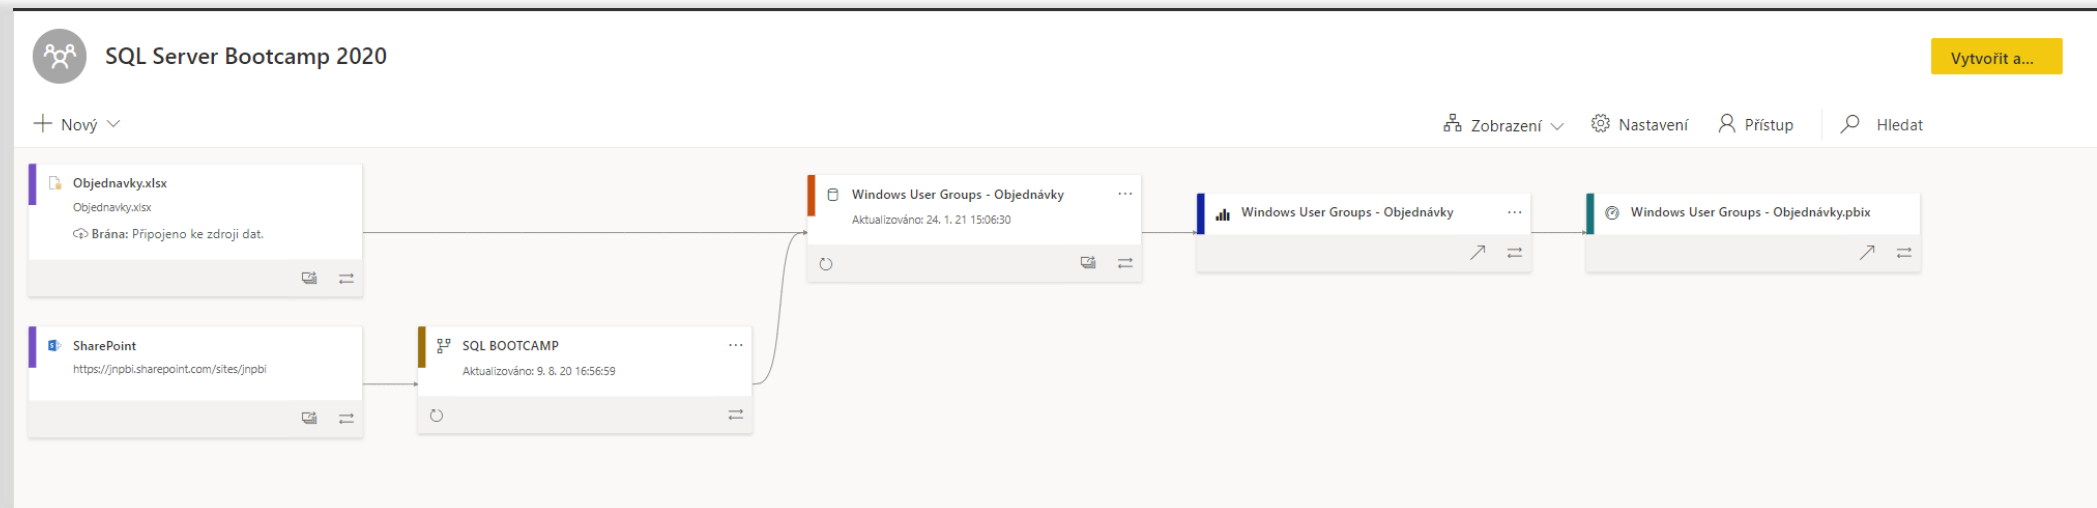 SQL Server Bootcamp 2020
Vytvořit a...
Nový
Zobrazení
Nastavení
Přístup
Hledat
Objednavky.xlsx
Objednavky.xlsx
Brána: Připojeno ke zdroji dat.
Windows User Groups - Objednávky
Aktualizováno: 24. 1. 21 15:06:30
Windows User Groups - Objednávky
Windows User Groups - Objednávky.pbix
SharePoint
https://jnpbi.sharepoint.com/sites/jnpbi
SQL BOOTCAMP
Aktualizováno: 9. 8. 20 16:56:59